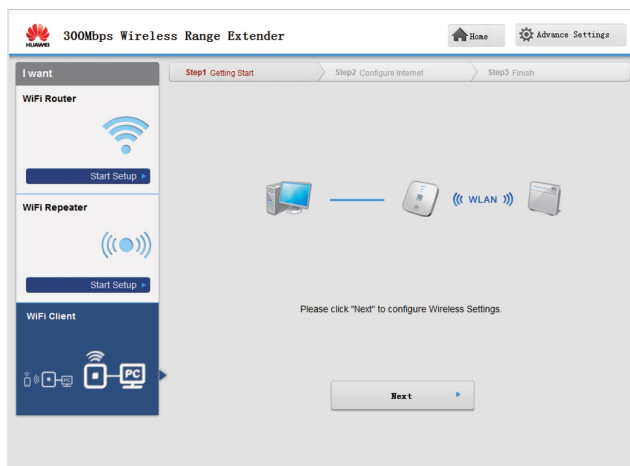 HUAWEI
300Mbps Wireless Range Extender
Home
Advance Settings
I want
Step1 Getting Start
Step2 Configure Internet
Step3 Finish
WiFi Router
Start Setup
WLAN
WiFi Repeater
Start Setup
Please click "Next" to configure Wireless Settings.
WiFi Client
PC
PC
Next